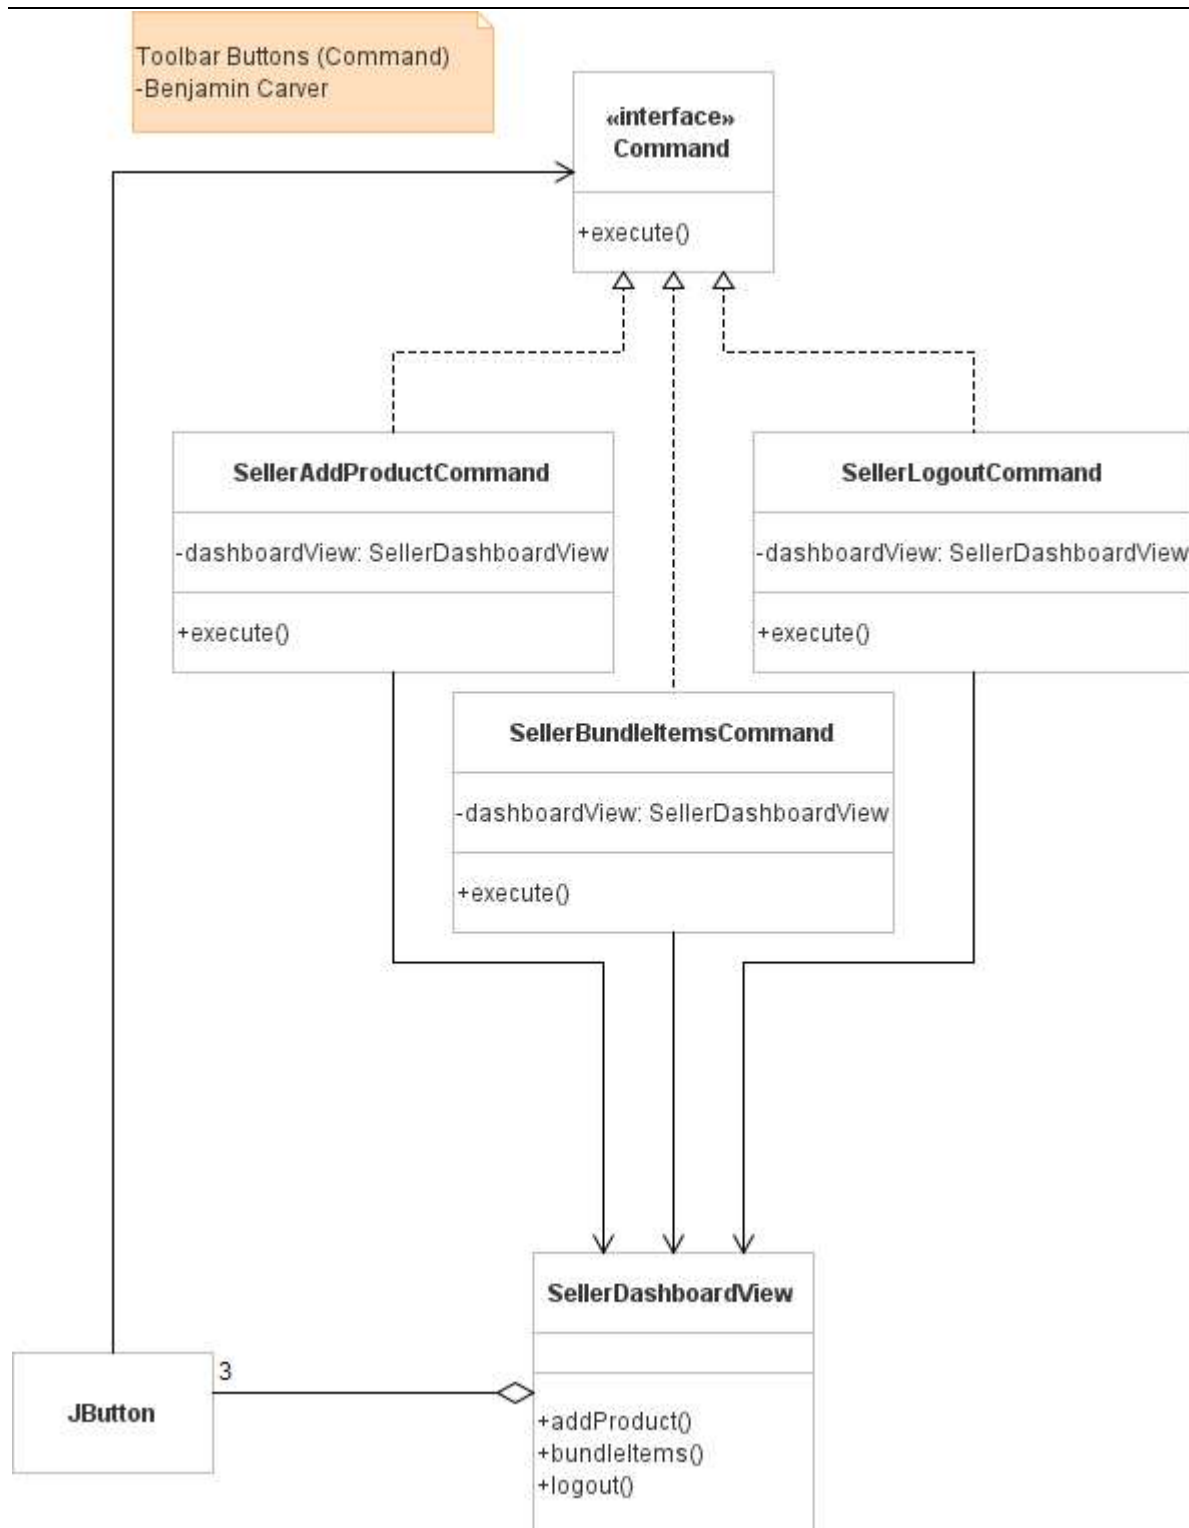 Toolbar Buttons (Command)
-Benjamin Carver
«interface»
Command
+execute()
SellerAddProductCommand
-dashboardView: SellerDashboardView
+execute()
SellerLogoutCommand
-dashboardView: SellerDashboardView
+execute()
SellerBundleItemsCommand
-dashboardView: SellerDashboardView
+execute()
SellerDashboardView
+addProduct()
+bundleItems()
+logout()
3
JButton